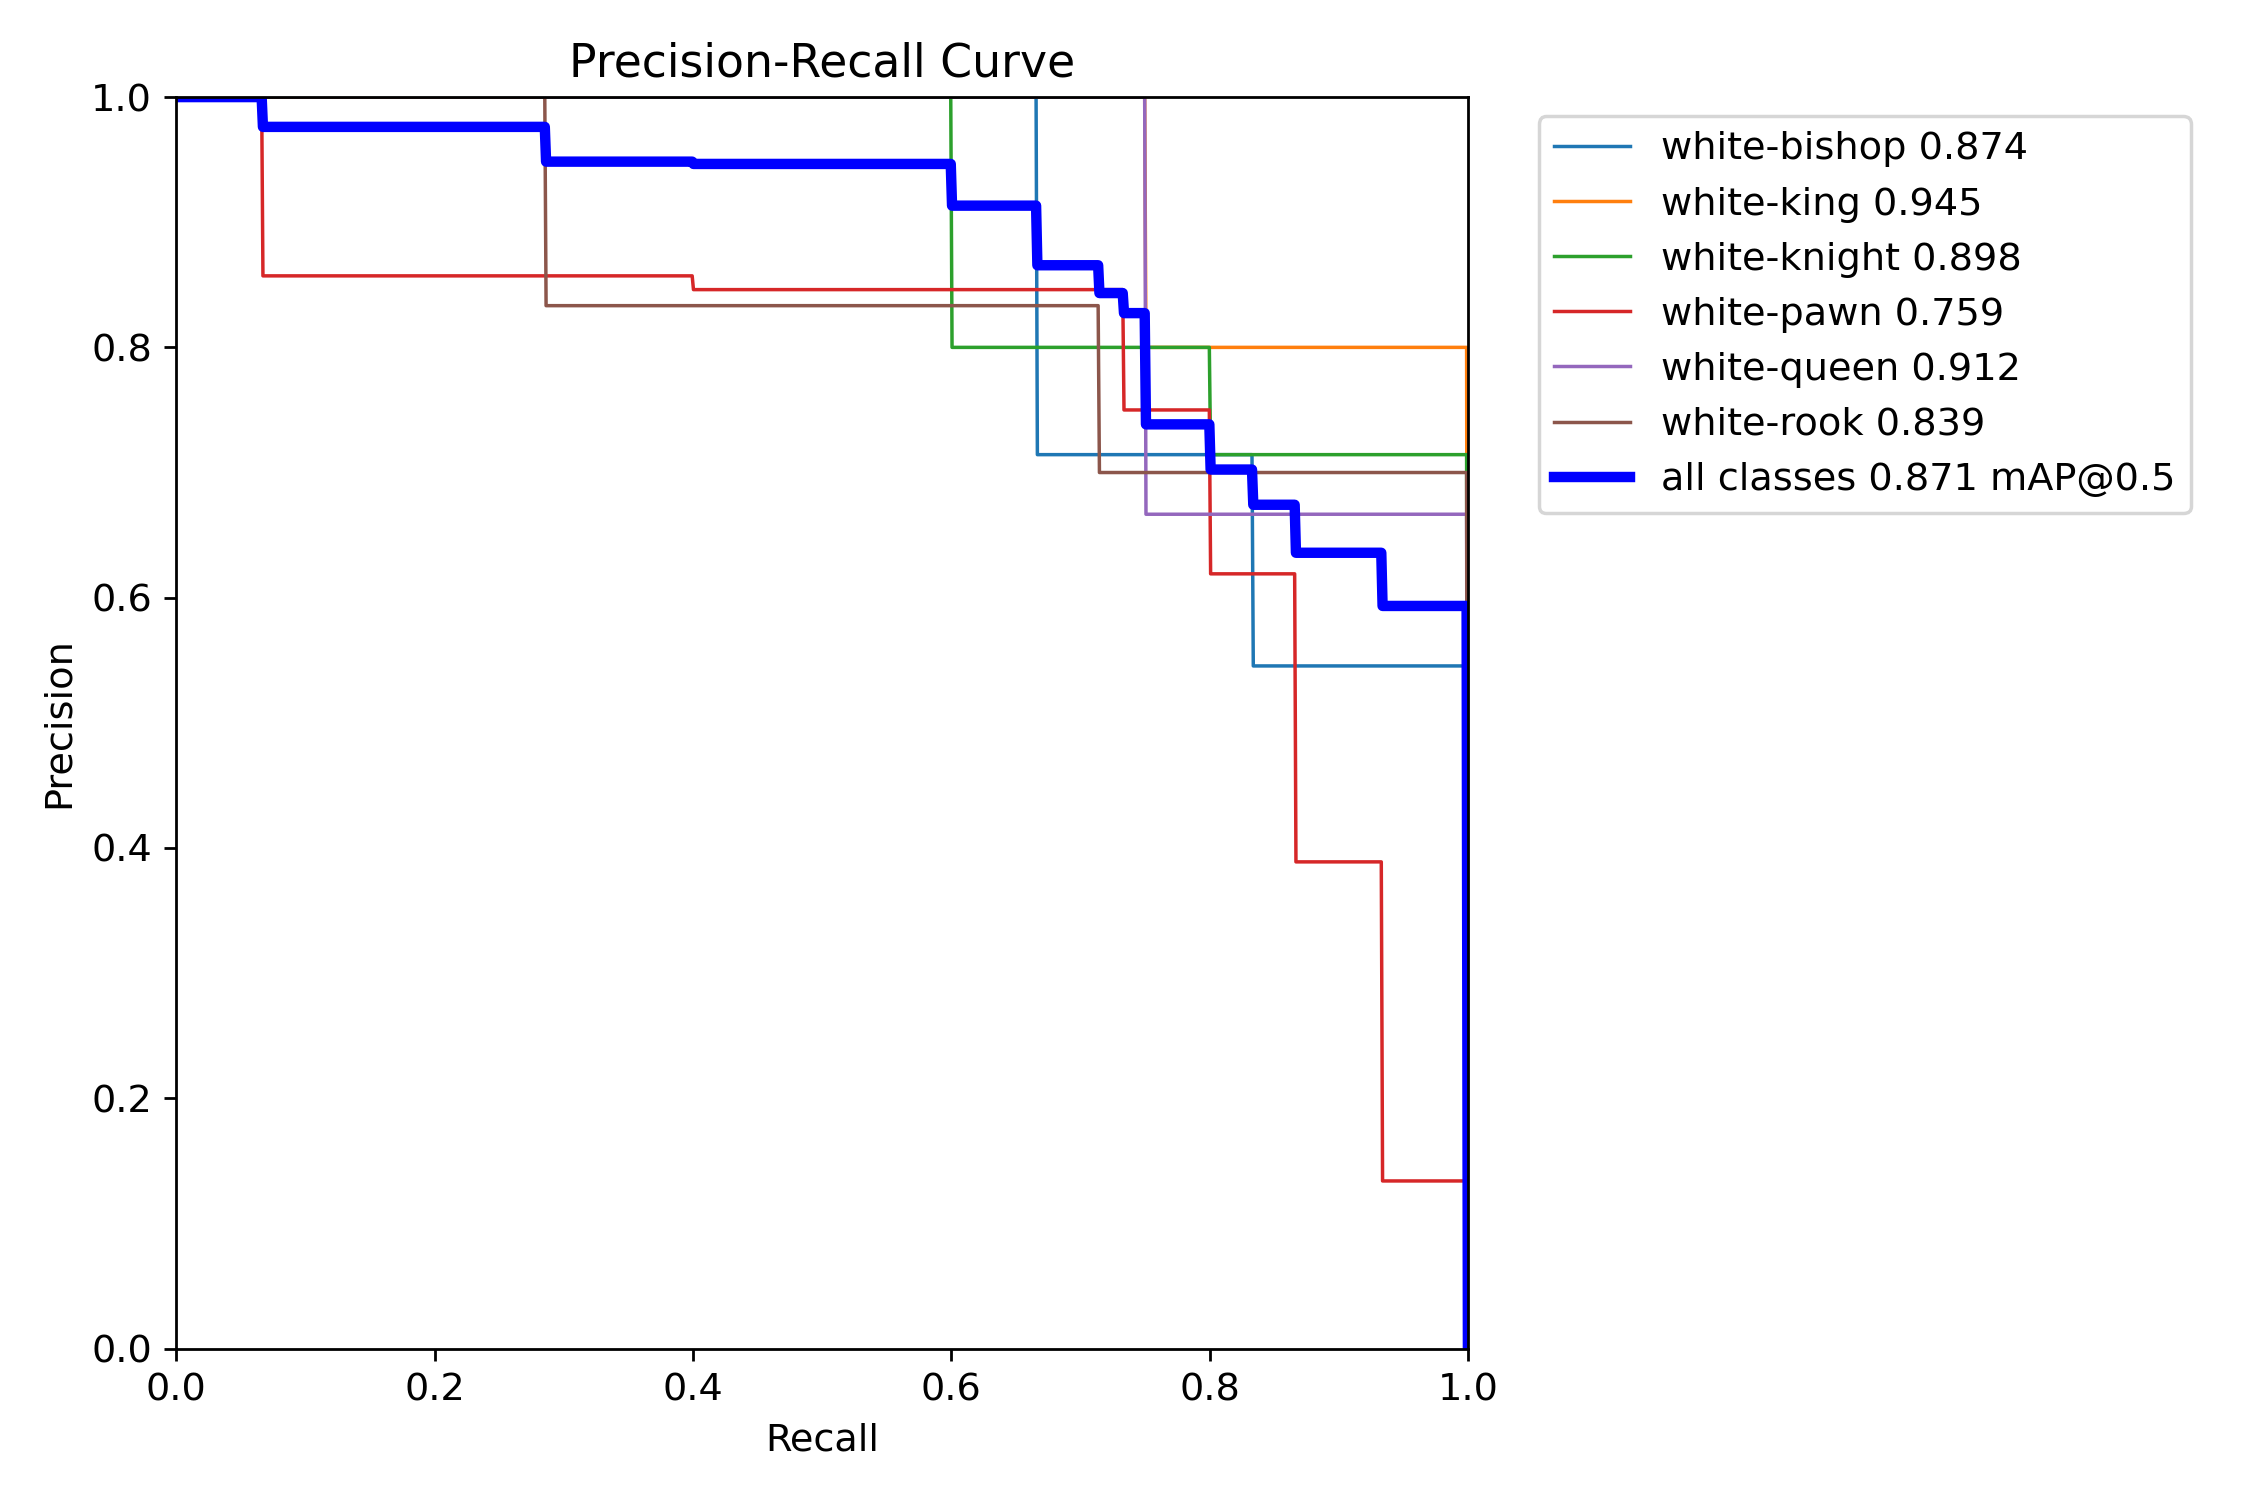 Precision-Recall Curve
1.0
0.8
0.6
0.4
0.2
0.0
Precision
0.0 0.2 0.4 0.6 0.8 1.0
Recall
white-bishop 0.874
white-king 0.945
white-knight 0.898
white-pawn 0.759
white-queen 0.912
white-rook 0.839
all classes 0.871 mAP@0.5